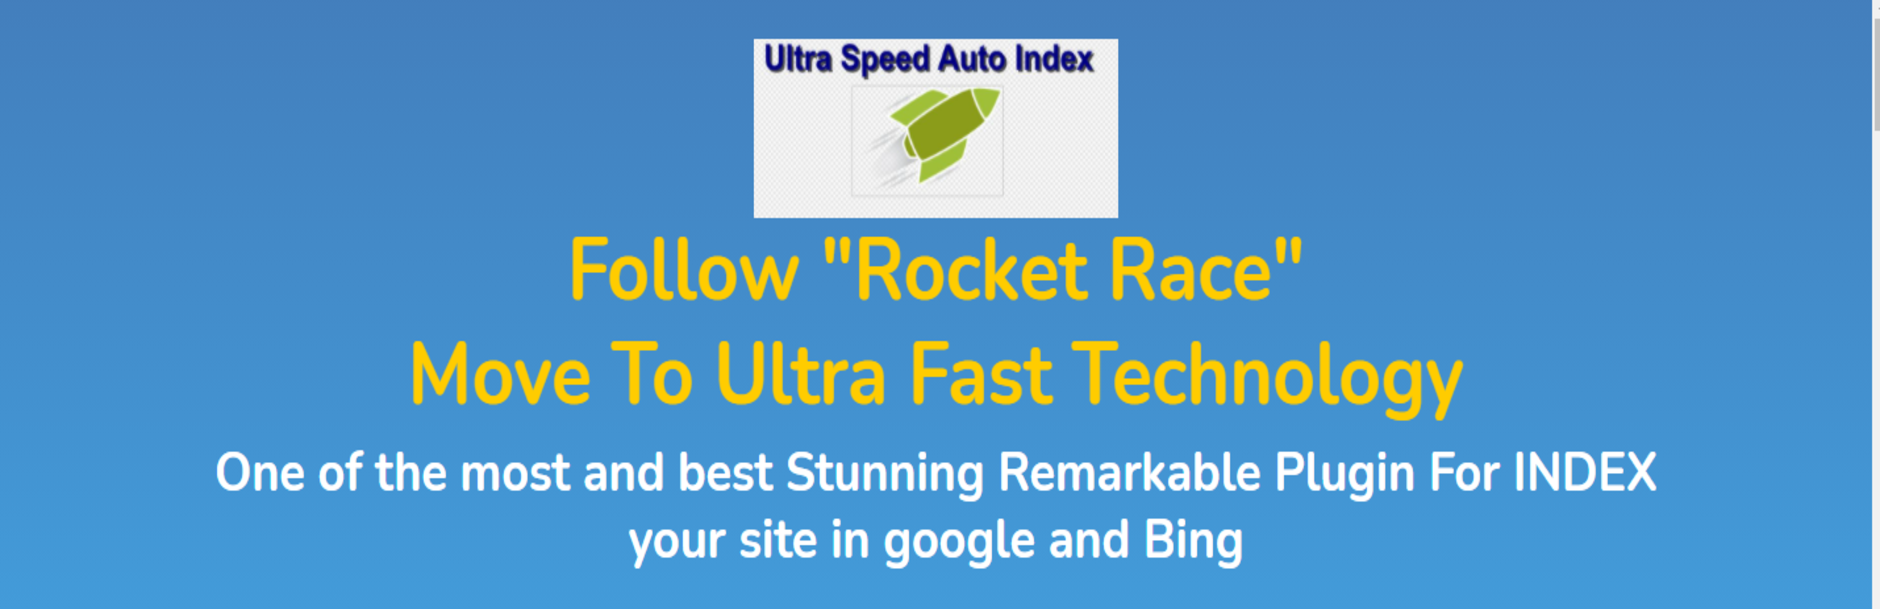 Ultra Speed Auto Index
Follow "Rocket Race"
Move To Ultra Fast Technology
One of the most and best Stunning Remarkable Plugin For INDEX
your site in google and Bing